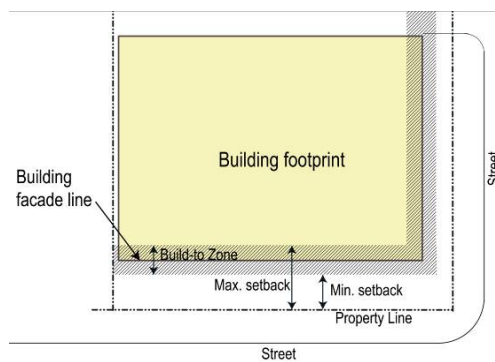 Building footprint
Building
facade line
Street
Build-to Zone
Max. setback
Min. setback
Property Line
Street